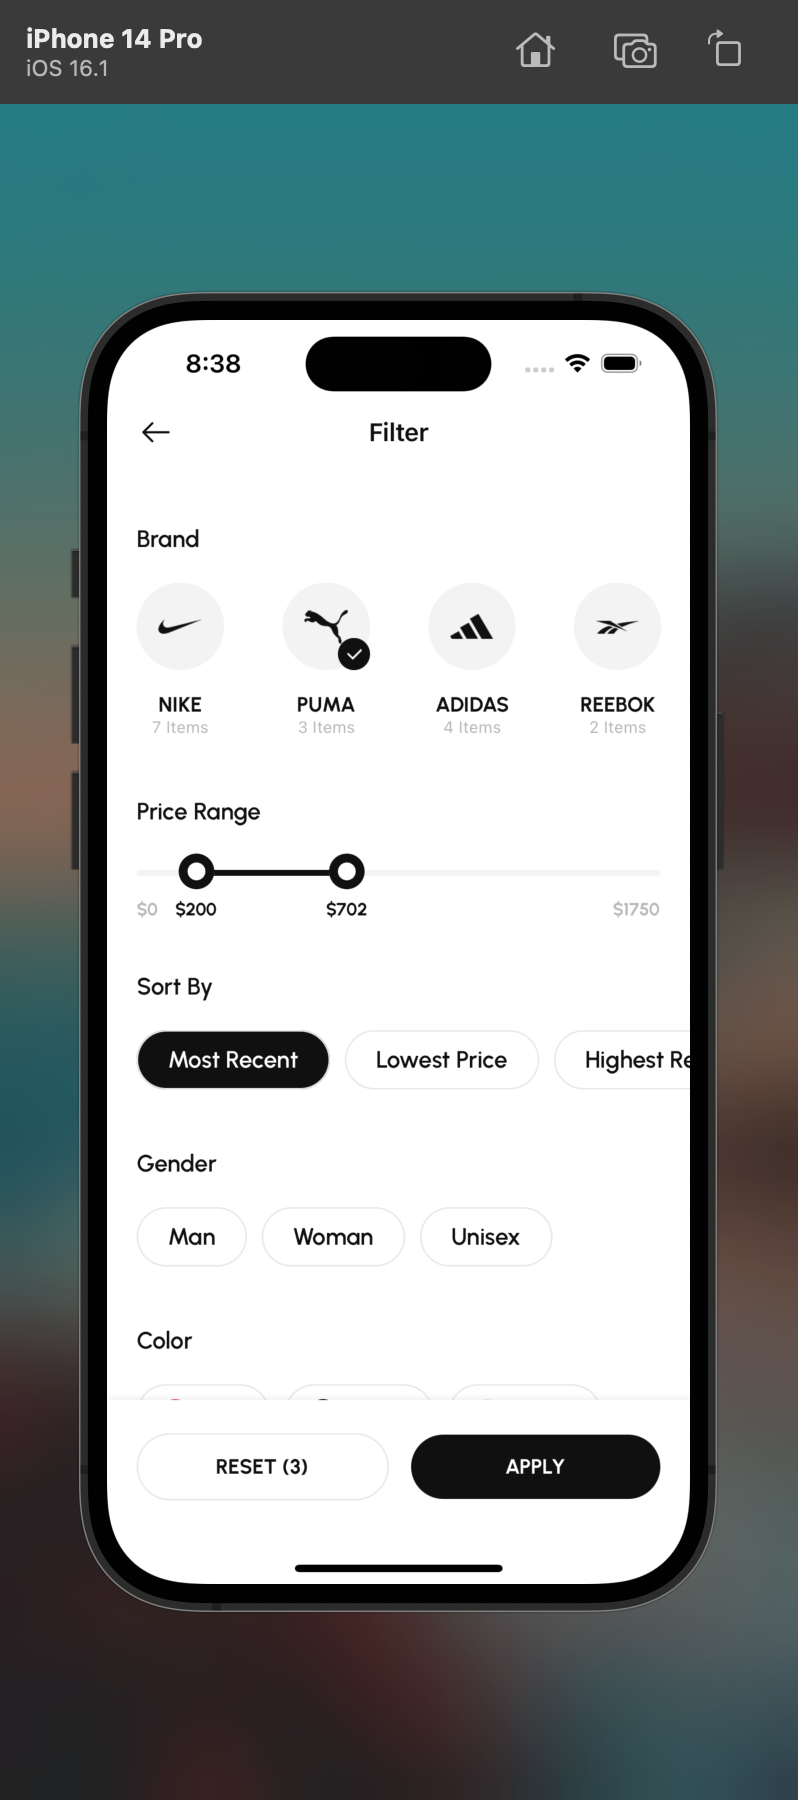 iPhone 14 Pro
iOS 16.1
8:38
Filter
Brand
NIKE PUMA ADIDAS REEBOK
7 Items 3 Items 4 Items 2 Items
Price Range
$0 $200 $702 $1750
Sort By
Most Recent Lowest Price Highest Re
Gender
Man Woman Unisex
Color
RESET (3) APPLY